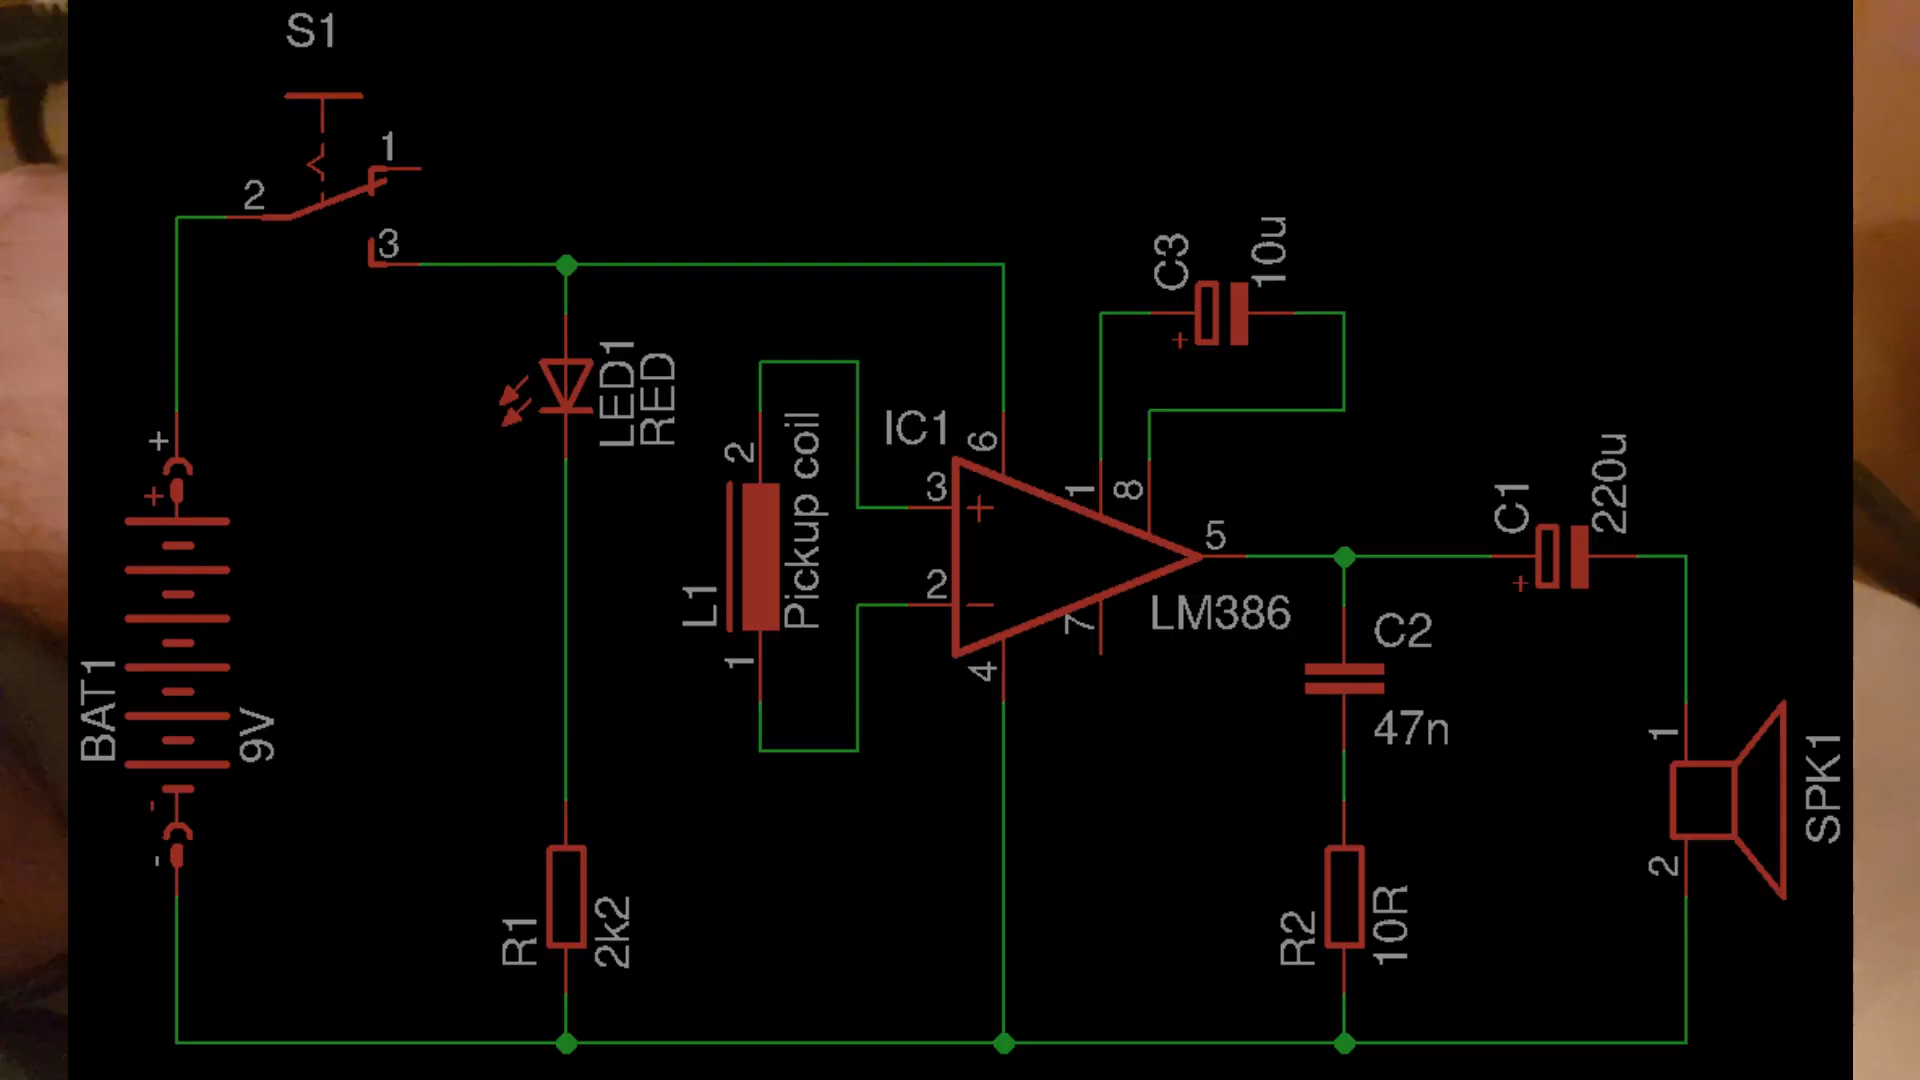 S1
1
2
3
+
+
BAT1
9V
-
-
LED1
RED
R1
2k2
L1
2
1
Pickup coil
IC1
3
+
2
-
6
4
1
8
7
5
LM386
C3
10u
+
C1
220u
+
C2
47n
R2
10R
1
2
SPK1